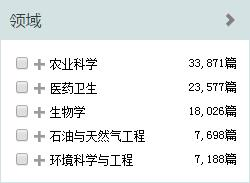 领域
农业科学 33,871篇
医药卫生 23,577篇
生物学 18,026篇
石油与天然气工程 7,698篇
环境科学与工程 7,188篇